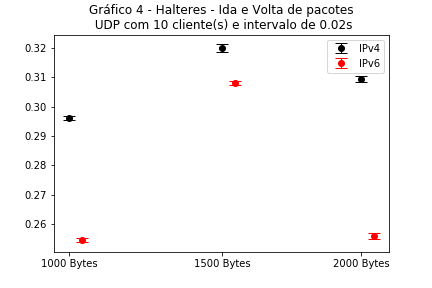 Gráfico 4 - Halteres - Ida e Volta de pacotes
UDP com 10 cliente(s) e intervalo de 0.02s
IPv4
IPv6
0.32
0.31
0.30
0.29
0.28
0.27
0.26
1000 Bytes
1500 Bytes
2000 Bytes